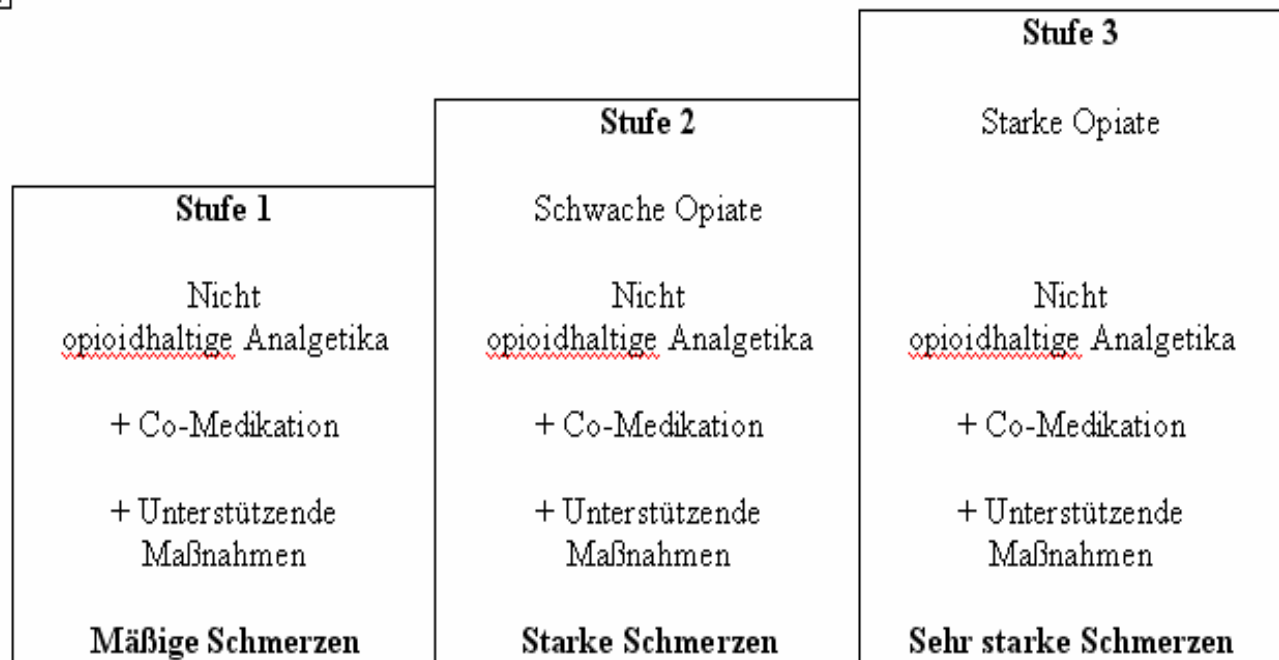 Stufe 1
Nicht
opioidhaltige Analgetika
+ Co-Medikation
+ Unterstützende
Maßnahmen
Mäßige Schmerzen
Stufe 2
Schwache Opiate
Nicht
opioidhaltige Analgetika
+ Co-Medikation
+ Unterstützende
Maßnahmen
Starke Schmerzen
Stufe 3
Starke Opiate
Nicht
opioidhaltige Analgetika
+ Co-Medikation
+ Unterstützende
Maßnahmen
Sehr starke Schmerzen